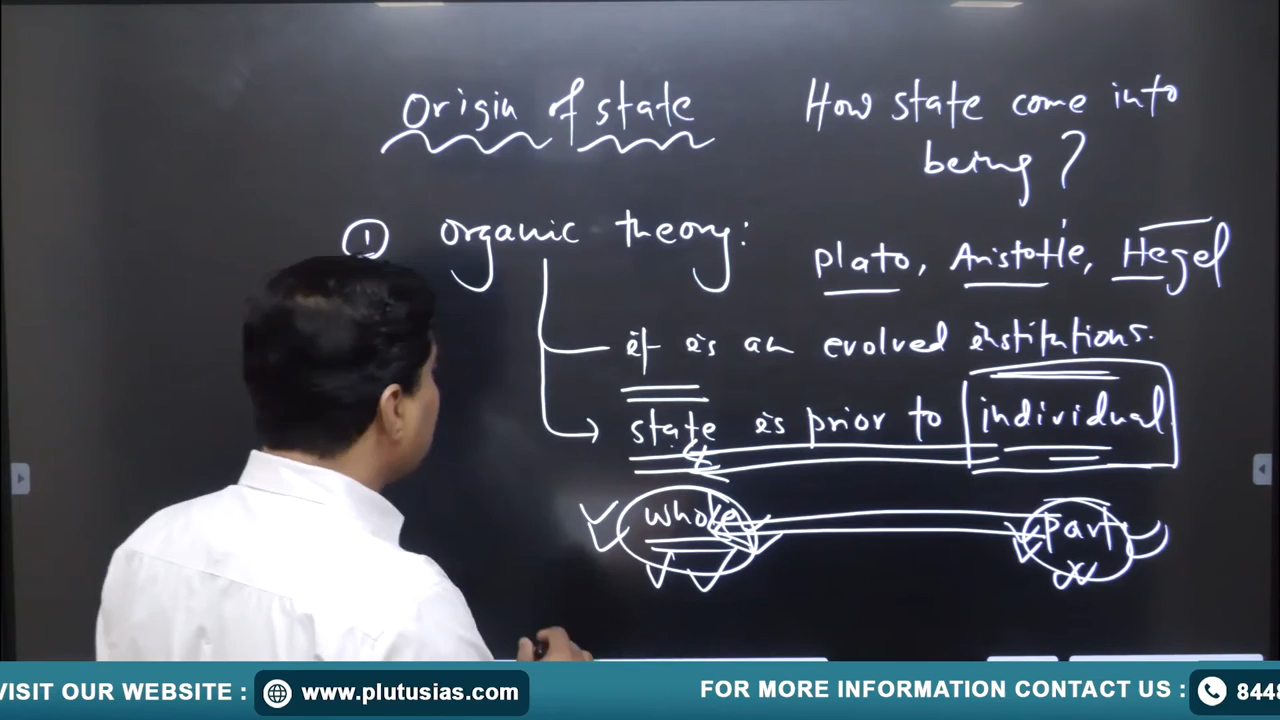 Origin of state
How state come into
being?
① organic theory:
Plato, Aristotle, Hegel
it is an evolved institutions.
state is prior to individual
whole part
VISIT OUR WEBSITE : www.plutusias.com
FOR MORE INFORMATION CONTACT US : 8448